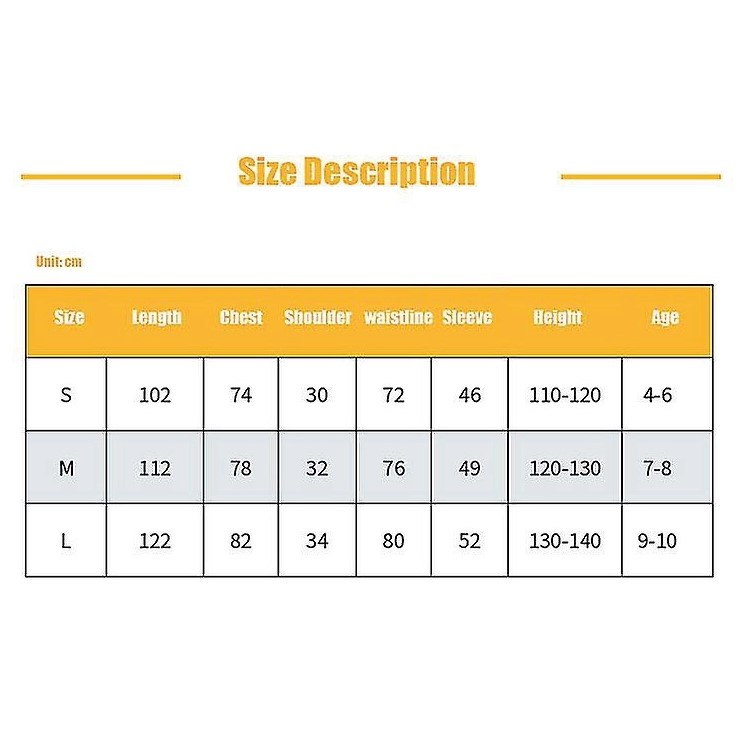 Size Description
Unit: cm
Size Length Chest Shoulder waistline Sleeve Height Age
S 102 74 30 72 46 110-120 4-6
M 112 78 32 76 49 120-130 7-8
L 122 82 34 80 52 130-140 9-10